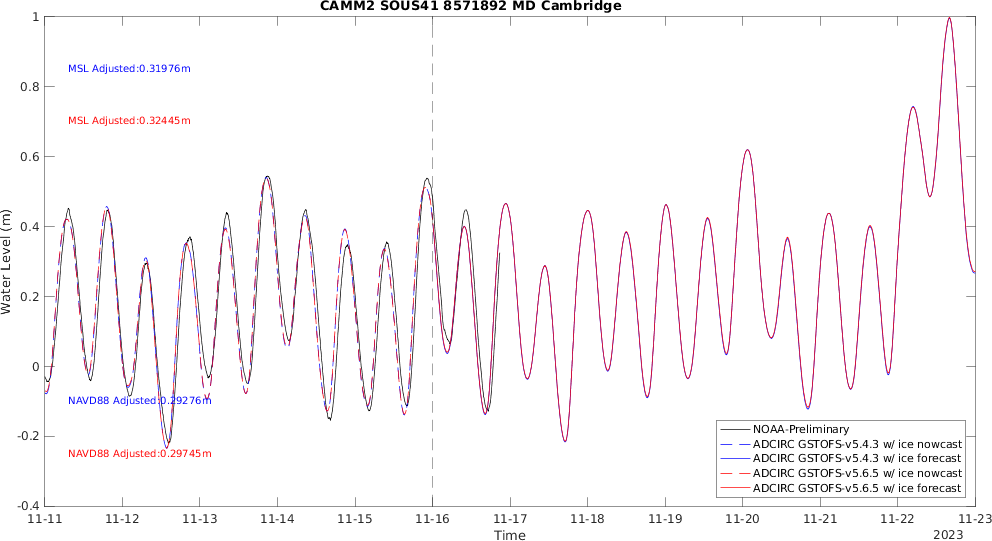 CAMM2 SOUS41 8571892 MD Cambridge
Water Level (m)
1
0.8
0.6
0.4
0.2
0
-0.2
-0.4
MSL Adjusted:0.31976m
MSL Adjusted:0.32445m
NAVD88 Adjusted:0.29276m
NAVD88 Adjusted:0.29745m
NOAA-Preliminary
ADCIRC GSTOFS-v5.4.3 w/ ice nowcast
ADCIRC GSTOFS-v5.4.3 w/ ice forecast
ADCIRC GSTOFS-v5.6.5 w/ ice nowcast
ADCIRC GSTOFS-v5.6.5 w/ ice forecast
11-11 11-12 11-13 11-14 11-15 11-16 11-17 11-18 11-19 11-20 11-21 11-22 11-23
Time
2023